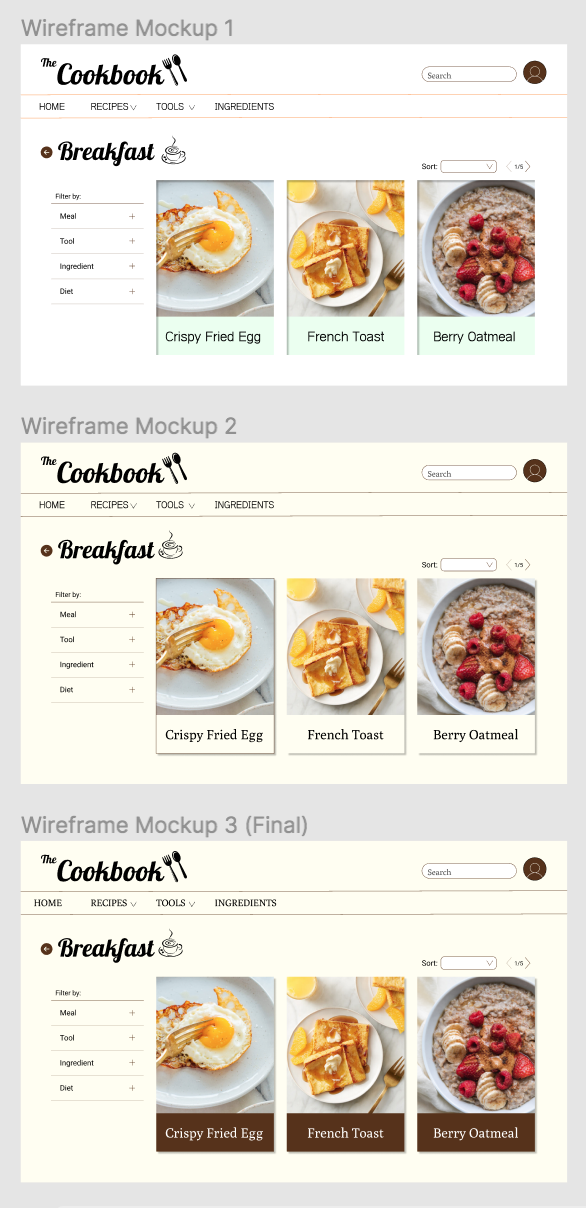 Wireframe Mockup 1
The
Cookbook
Search
HOME RECIPES TOOLS INGREDIENTS
Breakfast
Sort: 1/5
Filter by:
Meal +
Tool +
Ingredient +
Diet +
Crispy Fried Egg French Toast Berry Oatmeal
Wireframe Mockup 2
The
Cookbook
Search
HOME RECIPES TOOLS INGREDIENTS
Breakfast
Sort: 1/5
Filter by:
Meal +
Tool +
Ingredient +
Diet +
Crispy Fried Egg French Toast Berry Oatmeal
Wireframe Mockup 3 (Final)
The
Cookbook
Search
HOME RECIPES TOOLS INGREDIENTS
Breakfast
Sort: 1/5
Filter by:
Meal +
Tool +
Ingredient +
Diet +
Crispy Fried Egg French Toast Berry Oatmeal